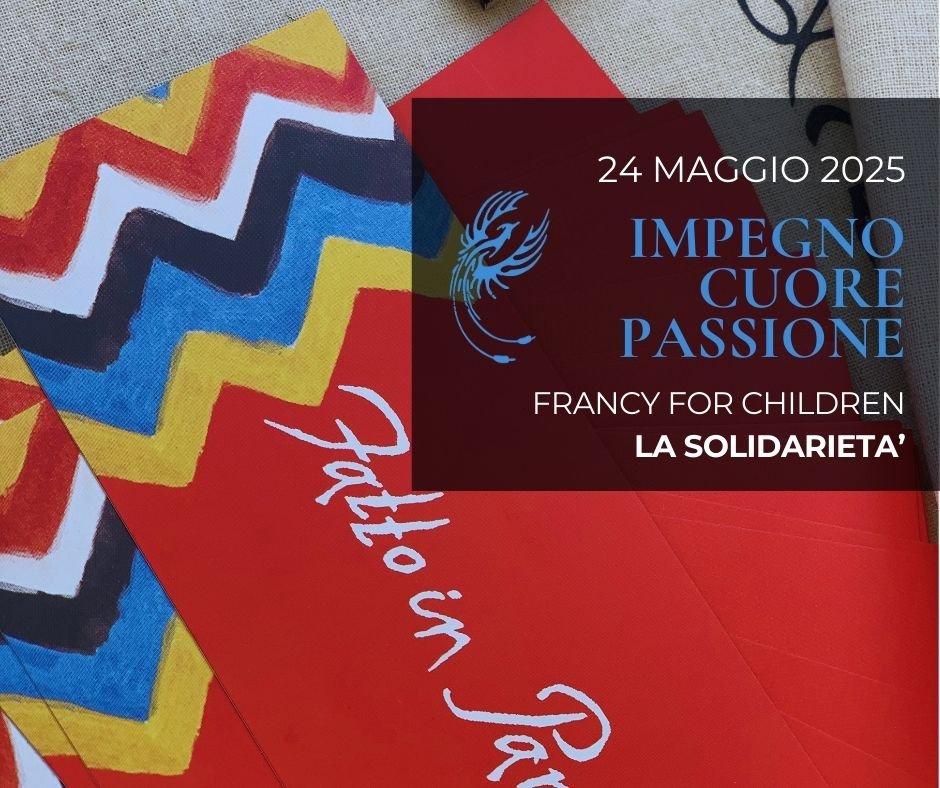 24 MAGGIO 2025
IMPEGNO
CUORE
PASSIONE
FRANCY FOR CHILDREN
LA SOLIDARIETA’
Fatto in